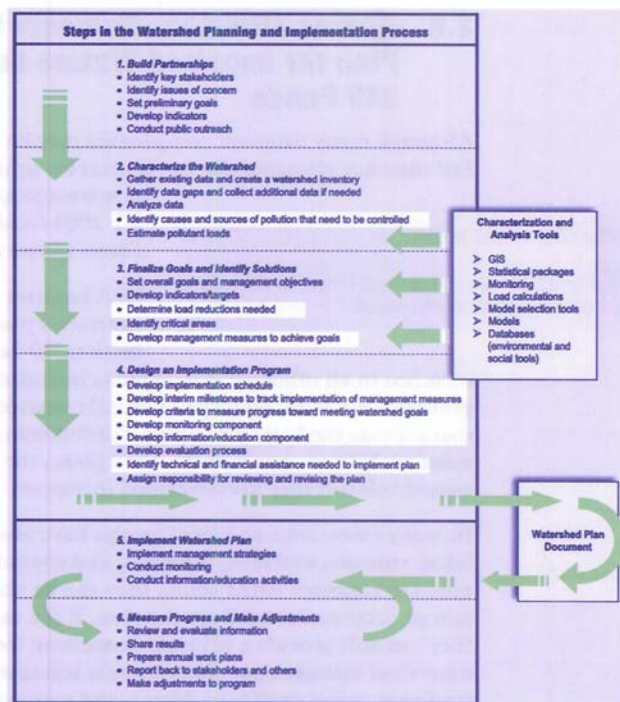 Steps in the Watershed Planning and Implementation Process
1. Build Partnerships
• Identify key stakeholders
• Identify issues of concern
• Set preliminary goals
• Develop indicators
• Conduct public outreach
2. Characterize the Watershed
• Gather existing data and create a watershed inventory
• Identify data gaps and collect additional data if needed
• Analyze data
• Identify causes and sources of pollution that need to be controlled
• Estimate pollutant loads
3. Finalize Goals and Identify Solutions
• Set overall goals and management objectives
• Develop indicators/targets
• Determine load reductions needed
• Identify critical areas
• Develop management measures to achieve goals
4. Design an Implementation Program
• Develop implementation schedule
• Develop interim milestones to track implementation of management measures
• Develop criteria to measure progress toward meeting watershed goals
• Develop monitoring component
• Develop information/education component
• Develop evaluation process
• Identify technical and financial assistance needed to implement plan
• Assign responsibility for reviewing and revising the plan
5. Implement Watershed Plan
• Implement management strategies
• Conduct monitoring
• Conduct information/education activities
6. Measure Progress and Make Adjustments
• Review and evaluate information
• Share results
• Prepare annual work plans
• Report back to stakeholders and others
• Make adjustments to program
Characterization and
Analysis Tools
➢ GIS
➢ Statistical packages
➢ Monitoring
➢ Load calculations
➢ Model selection tools
➢ Models
➢ Databases
(environmental and
social tools)
Watershed Plan
Document